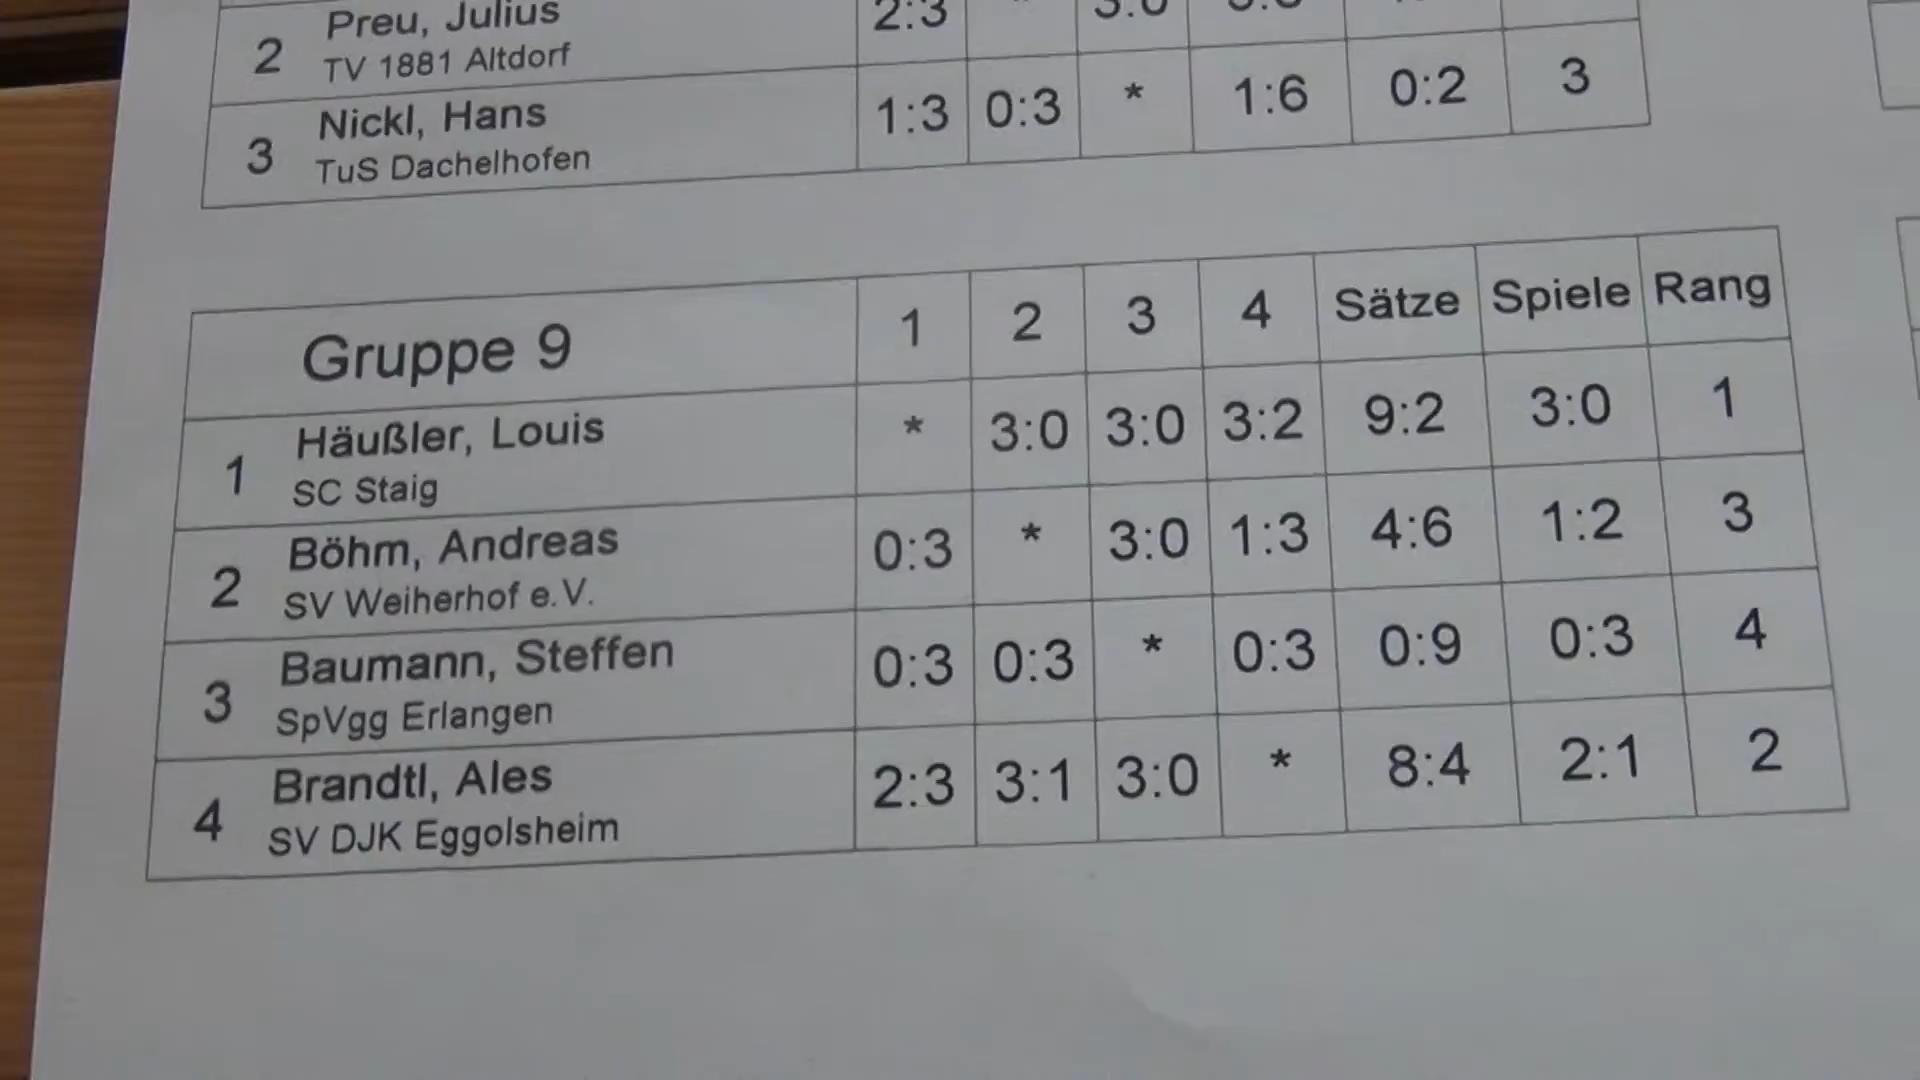 2 Preu, Julius 2:3 * 3:0
TV 1881 Altdorf
3 Nickl, Hans 1:3 0:3 * 1:6 0:2 3
TuS Dachelhofen
Gruppe 9 1 2 3 4 Sätze Spiele Rang
1 Häußler, Louis * 3:0 3:0 3:2 9:2 3:0 1
SC Staig
2 Böhm, Andreas 0:3 * 3:0 1:3 4:6 1:2 3
SV Weiherhof e.V.
3 Baumann, Steffen 0:3 0:3 * 0:3 0:9 0:3 4
SpVgg Erlangen
4 Brandtl, Ales 2:3 3:1 3:0 * 8:4 2:1 2
SV DJK Eggolsheim